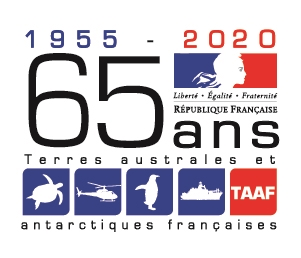 1955 - 2020
65 ans
Liberté • Égalité • Fraternité
RÉPUBLIQUE FRANÇAISE
Terres australes et
TAAF
antarctiques françaises